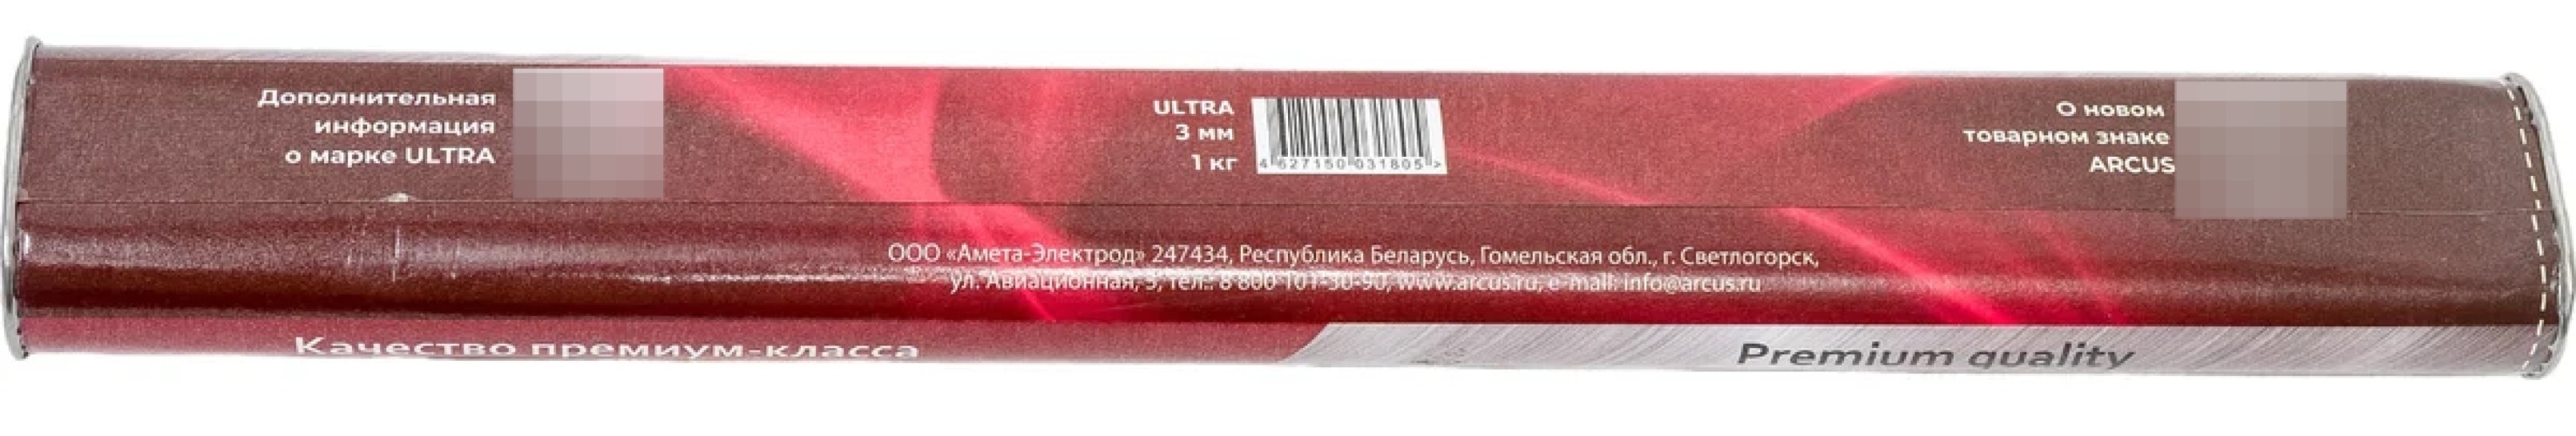 Дополнительная
информация
о марке ULTRA
ULTRA
3 мм
1 кг
4 627150 031805 >
О новом
товарном знаке
ARCUS
ООО «Амета-Электрод» 247434, Республика Беларусь, Гомельская обл., г. Светлогорск,
ул. Авиационная, 5, тел.: 8 800 101-30-90, www.arcus.ru, e-mail: info@arcus.ru
Качество премиум-класса
Premium quality